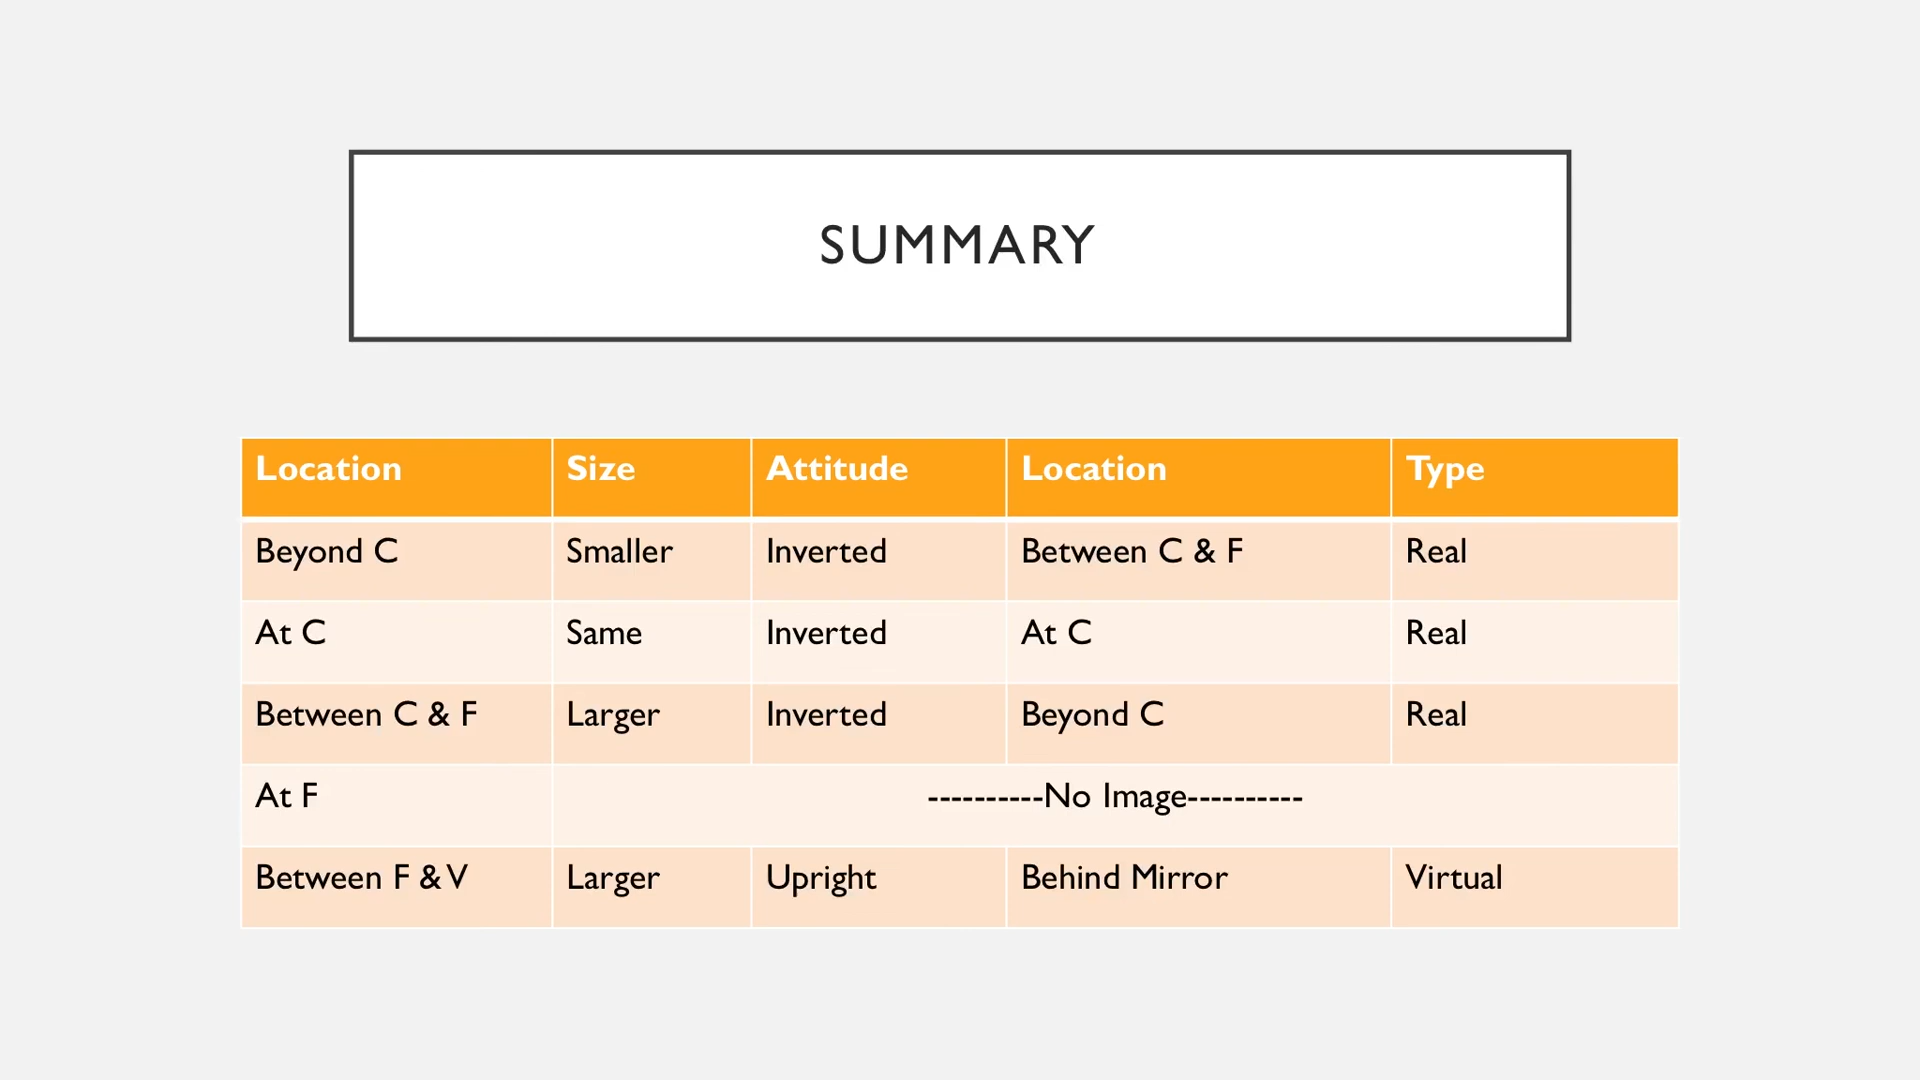 SUMMARY
Location Size Attitude Location Type
Beyond C Smaller Inverted Between C & F Real
At C Same Inverted At C Real
Between C & F Larger Inverted Beyond C Real
At F ----------No Image----------
Between F & V Larger Upright Behind Mirror Virtual